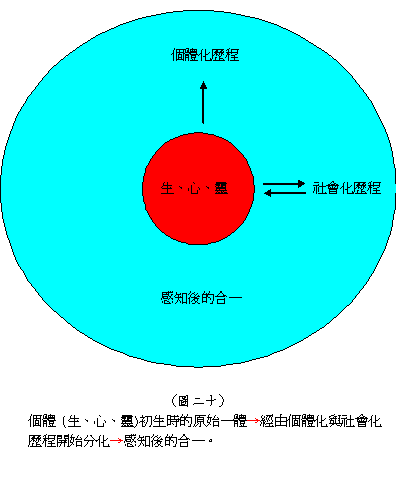 個體化歷程
生、心、靈
社會化歷程
感知後的合一
（圖二十）
個體 (生、心、靈)初生時的原始一體→經由個體化與社會化
歷程開始分化→感知後的合一。